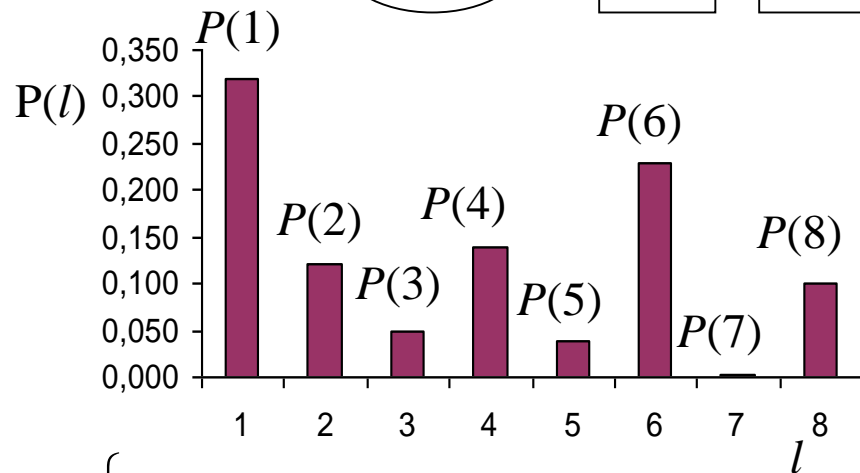 P(1)
0,350
P(l) 0,300
P(6)
0,250
P(4)
0,200
P(2)
P(8)
0,150
P(3)
0,100
P(5)
P(7)
0,050
0,000
1 2 3 4 5 6 7 8
l